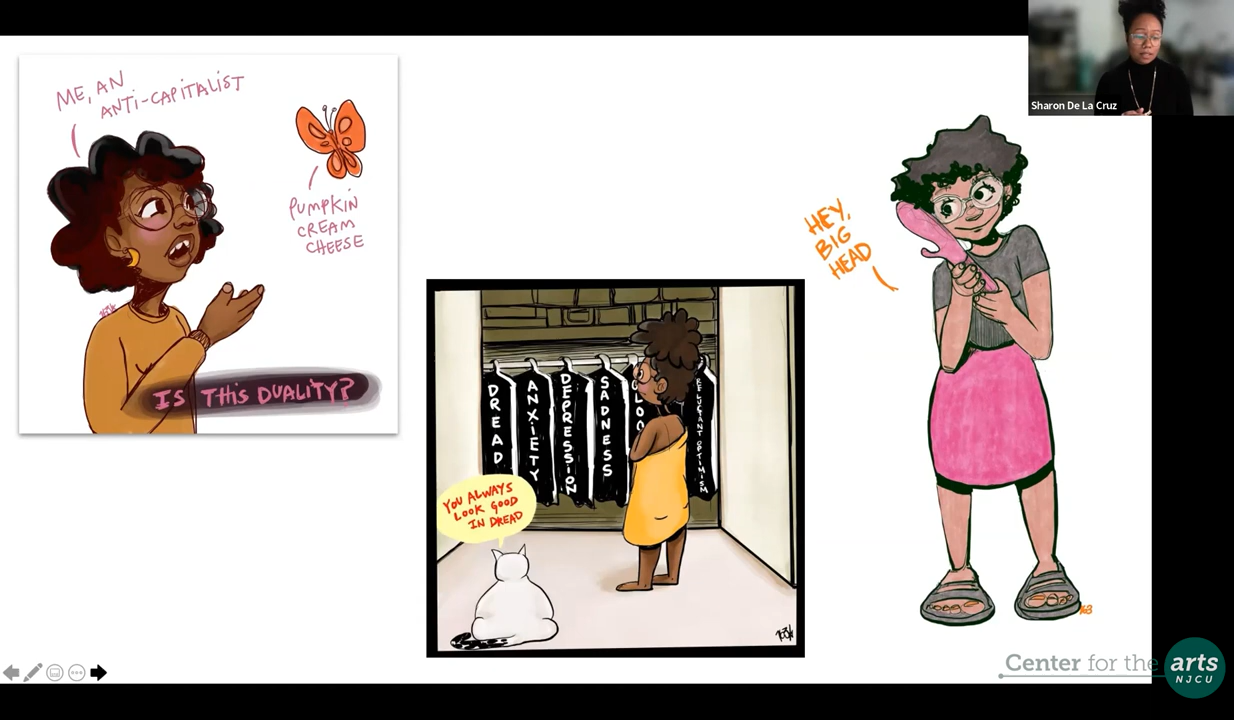 ME, AN
ANTI-CAPITALIST
PUMPKIN
CREAM
CHEESE
IS THIS DUALITY?
DREAD
ANXIETY
DEPRESSION
SADNESS
RELUCTANT OPTIMISM
YOU ALWAYS
LOOK GOOD
IN DREAD
HEY,
BIG
HEAD
Sharon De La Cruz
Center for the arts
NJCU